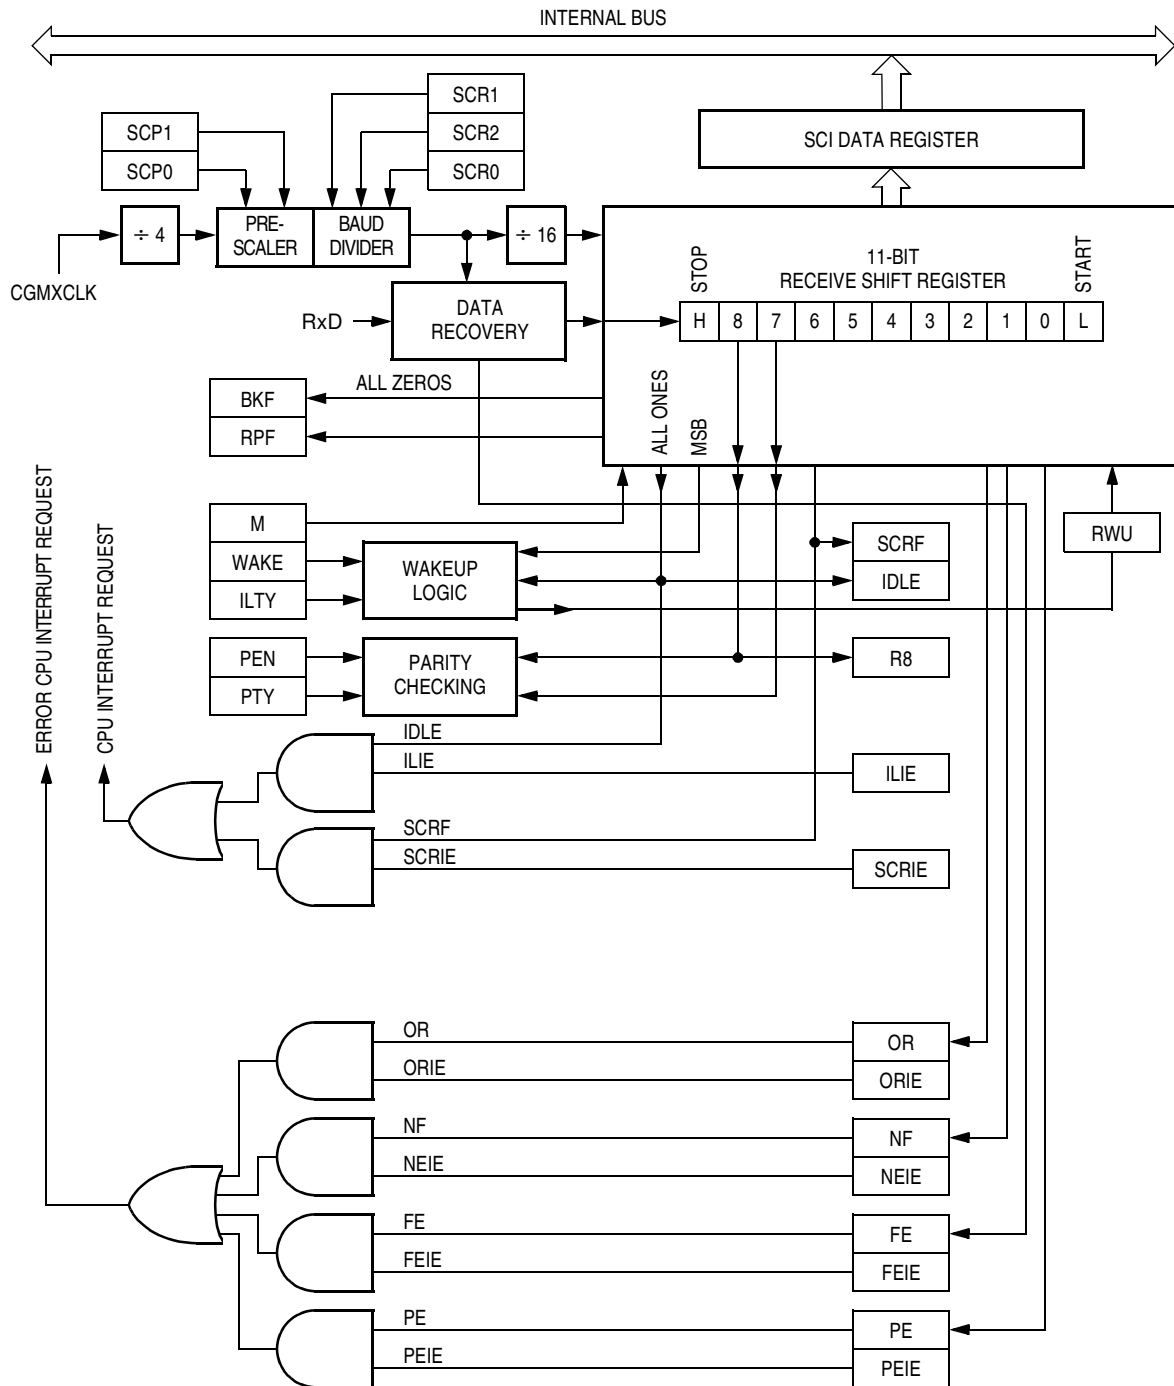 INTERNAL BUS
SCR1
SCP1
SCR2
SCI DATA REGISTER
SCP0
SCR0
÷ 4
PRE-
SCALER
BAUD
DIVIDER
÷ 16
STOP
11-BIT
RECEIVE SHIFT REGISTER
START
CGMXCLK
RxD
DATA
RECOVERY
H 8 7 6 5 4 3 2 1 0 L
ALL ZEROS
BKF
RPF
ALL ONES
MSB
M
WAKE
ILTY
WAKEUP
LOGIC
SCRF
IDLE
RWU
PEN
PTY
PARITY
CHECKING
R8
ERROR CPU INTERRUPT REQUEST
CPU INTERRUPT REQUEST
IDLE
ILIE
ILIE
SCRF
SCRIE
SCRIE
OR
OR
ORIE
ORIE
NF
NF
NEIE
NEIE
FE
FE
FEIE
FEIE
PE
PE
PEIE
PEIE